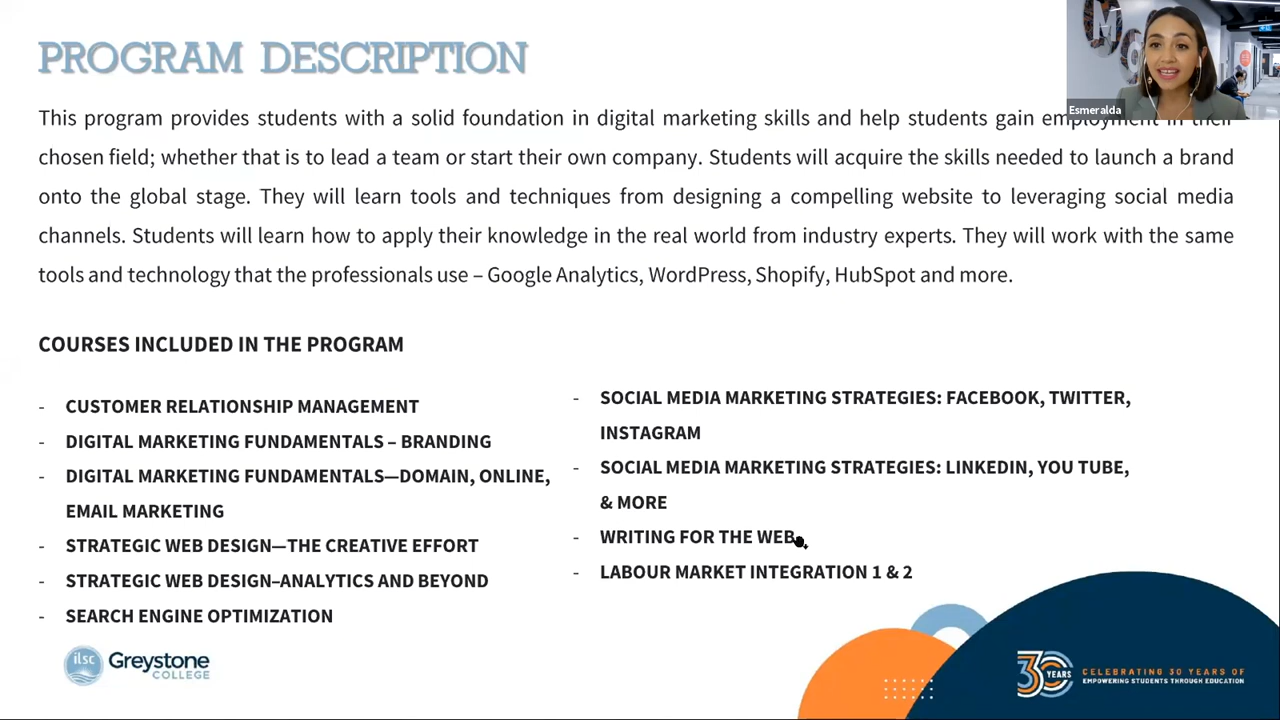 PROGRAM DESCRIPTION
Esmeralda
This program provides students with a solid foundation in digital marketing skills and help students gain employment in their
chosen field; whether that is to lead a team or start their own company. Students will acquire the skills needed to launch a brand
onto the global stage. They will learn tools and techniques from designing a compelling website to leveraging social media
channels. Students will learn how to apply their knowledge in the real world from industry experts. They will work with the same
tools and technology that the professionals use – Google Analytics, WordPress, Shopify, HubSpot and more.
COURSES INCLUDED IN THE PROGRAM
- CUSTOMER RELATIONSHIP MANAGEMENT
- DIGITAL MARKETING FUNDAMENTALS – BRANDING
- DIGITAL MARKETING FUNDAMENTALS—DOMAIN, ONLINE,
EMAIL MARKETING
- STRATEGIC WEB DESIGN—THE CREATIVE EFFORT
- STRATEGIC WEB DESIGN–ANALYTICS AND BEYOND
- SEARCH ENGINE OPTIMIZATION
- SOCIAL MEDIA MARKETING STRATEGIES: FACEBOOK, TWITTER,
INSTAGRAM
- SOCIAL MEDIA MARKETING STRATEGIES: LINKEDIN, YOU TUBE,
& MORE
- WRITING FOR THE WEB
- LABOUR MARKET INTEGRATION 1 & 2
ilsc Greystone
COLLEGE
30 YEARS
CELEBRATING 30 YEARS OF
EMPOWERING STUDENTS THROUGH EDUCATION